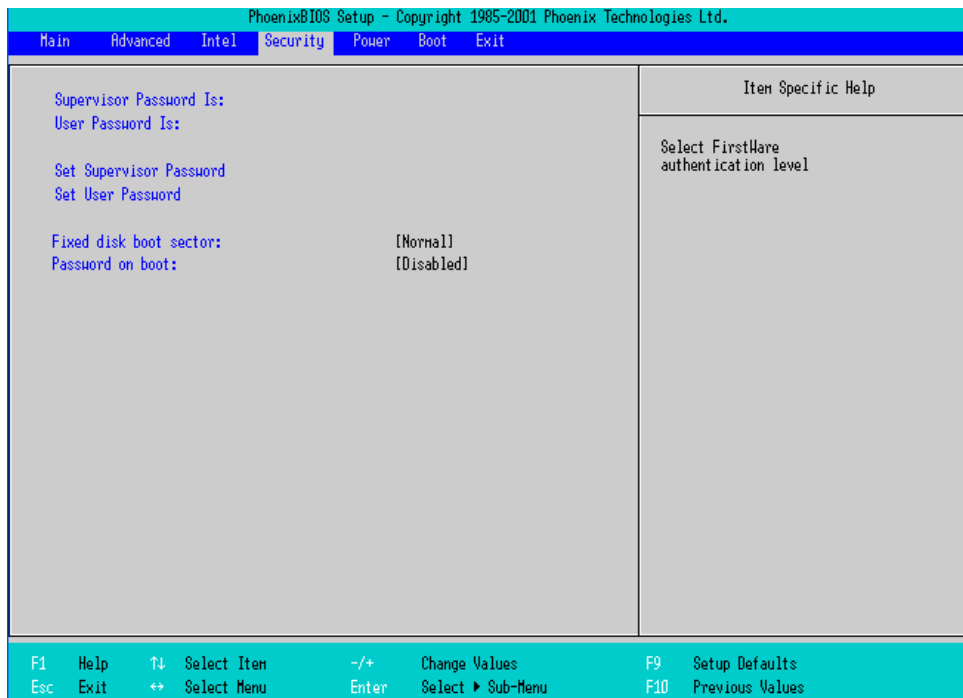 PhoenixBIOS Setup - Copyright 1985-2001 Phoenix Technologies Ltd.
Main Advanced Intel Security Power Boot Exit
Supervisor Password Is:
User Password Is:
Set Supervisor Password
Set User Password
Fixed disk boot sector: [Normal]
Password on boot: [Disabled]
Item Specific Help
Select FirstWare
authentication level
F1 Help ↑↓ Select Item -/+ Change Values F9 Setup Defaults
Esc Exit ↔ Select Menu Enter Select ▶ Sub-Menu F10 Previous Values